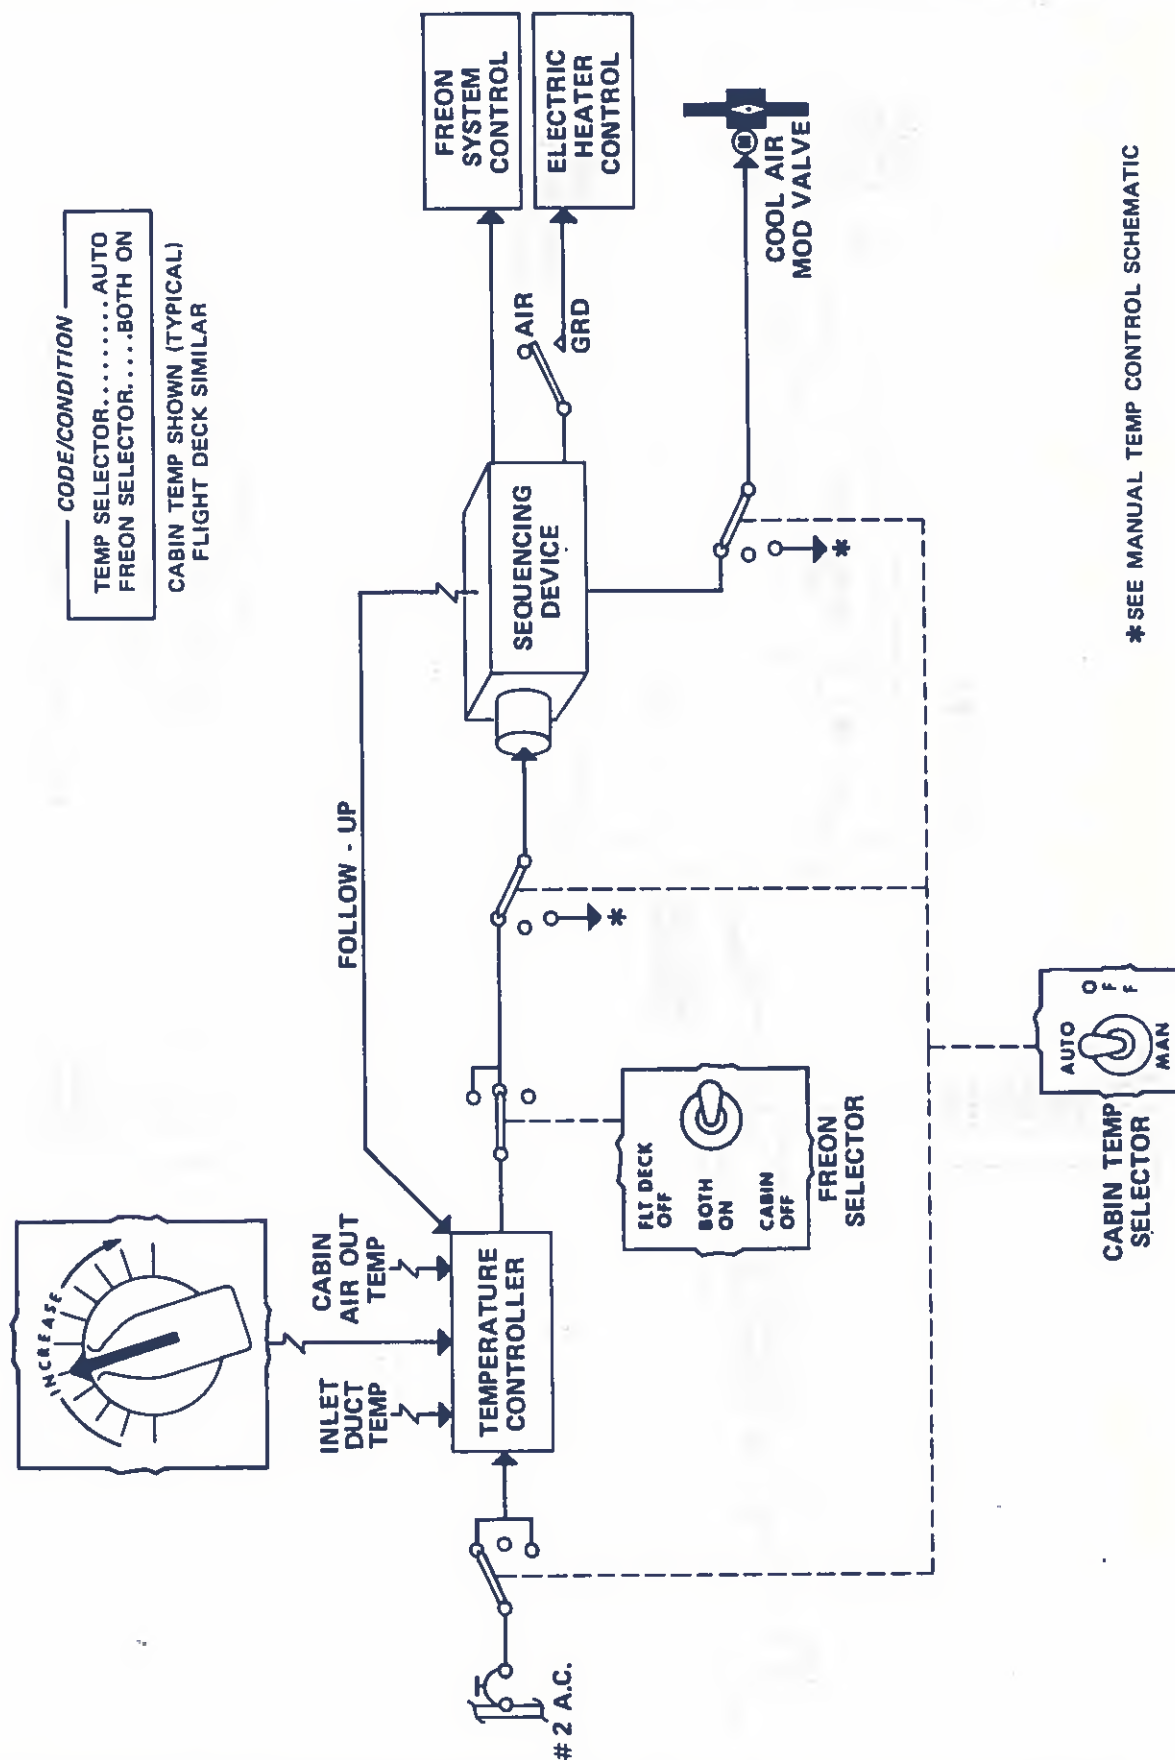 CODE/CONDITION
TEMP SELECTOR.........AUTO
FREON SELECTOR.....BOTH ON
CABIN TEMP SHOWN (TYPICAL)
FLIGHT DECK SIMILAR
INCREASE
INLET
DUCT
TEMP
CABIN
AIR OUT
TEMP
FOLLOW - UP
# 2 A.C.
TEMPERATURE
CONTROLLER
*
SEQUENCING
DEVICE
AIR
GRD
FREON
SYSTEM
CONTROL
ELECTRIC
HEATER
CONTROL
FLT DECK
OFF
BOTH
ON
CABIN
OFF
FREON
SELECTOR
*
M
COOL AIR
MOD VALVE
CABIN TEMP
SELECTOR
AUTO
OFF
MAN
* SEE MANUAL TEMP CONTROL SCHEMATIC